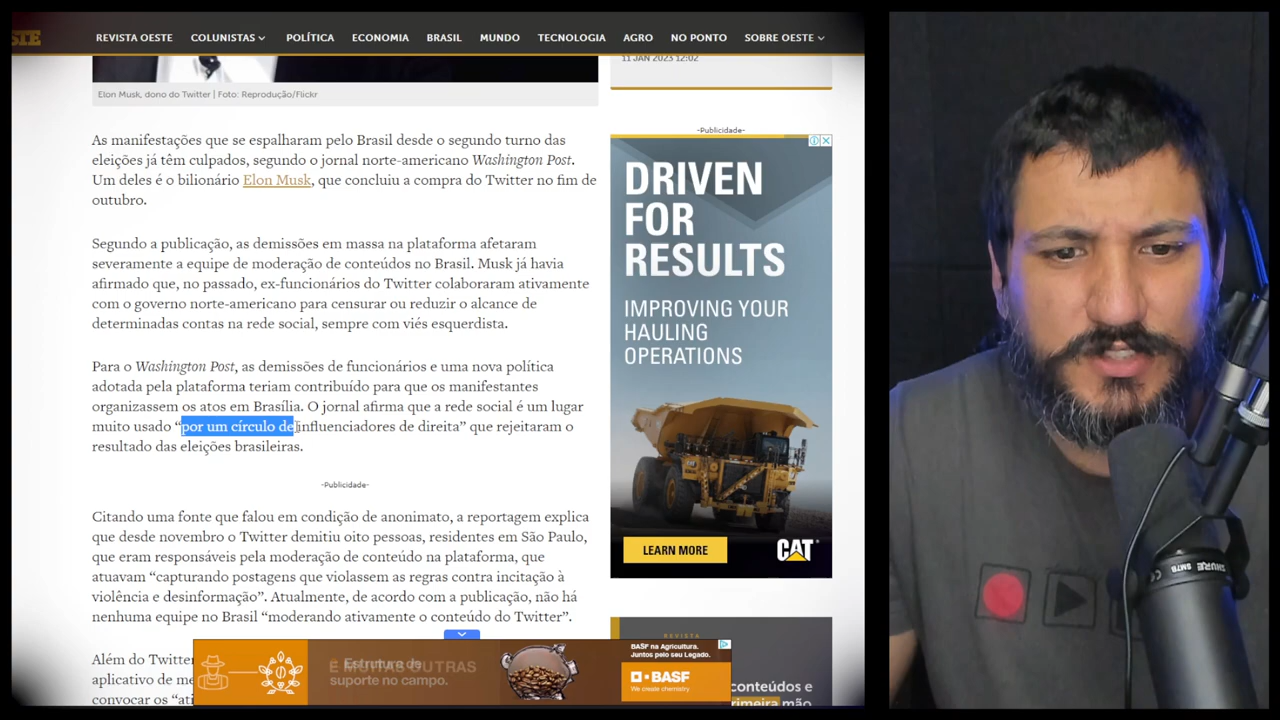 STE
REVISTA OESTE COLUNISTAS POLÍTICA ECONOMIA BRASIL MUNDO TECNOLOGIA AGRO NO PONTO SOBRE OESTE
Elon Musk, dono do Twitter | Foto: Reprodução/Flickr
As manifestações que se espalharam pelo Brasil desde o segundo turno das
eleições já têm culpados, segundo o jornal norte-americano Washington Post.
Um deles é o bilionário Elon Musk, que concluiu a compra do Twitter no fim de
outubro.
Segundo a publicação, as demissões em massa na plataforma afetaram
severamente a equipe de moderação de conteúdos no Brasil. Musk já havia
afirmado que, no passado, ex-funcionários do Twitter colaboraram ativamente
com o governo norte-americano para censurar ou reduzir o alcance de
determinadas contas na rede social, sempre com viés esquerdista.
Para o Washington Post, as demissões de funcionários e uma nova política
adotada pela plataforma teriam contribuído para que os manifestantes
organizassem os atos em Brasília. O jornal afirma que a rede social é um lugar
muito usado “por um círculo de influenciadores de direita” que rejeitaram o
resultado das eleições brasileiras.
-Publicidade-
Citando uma fonte que falou em condição de anonimato, a reportagem explica
que desde novembro o Twitter demitiu oito pessoas, residentes em São Paulo,
que eram responsáveis pela moderação de conteúdo na plataforma, que
atuavam “capturando postagens que violassem as regras contra incitação à
violência e desinformação”. Atualmente, de acordo com a publicação, não há
nenhuma equipe no Brasil “moderando ativamente o conteúdo do Twitter”.
Além do Twitter
aplicativo de me
convocar os “ati
11 JAN 2023 12:02
-Publicidade-
DRIVEN
FOR
RESULTS
IMPROVING YOUR
HAULING
OPERATIONS
LEARN MORE
CAT
REVISTA
conteúdos e
primeira mão
Estrutura de
E MUITAS OUTRAS
suporte no campo.
BASF na Agricultura.
Juntos pelo seu Legado.
BASF
We create chemistry
SHURE SM7B